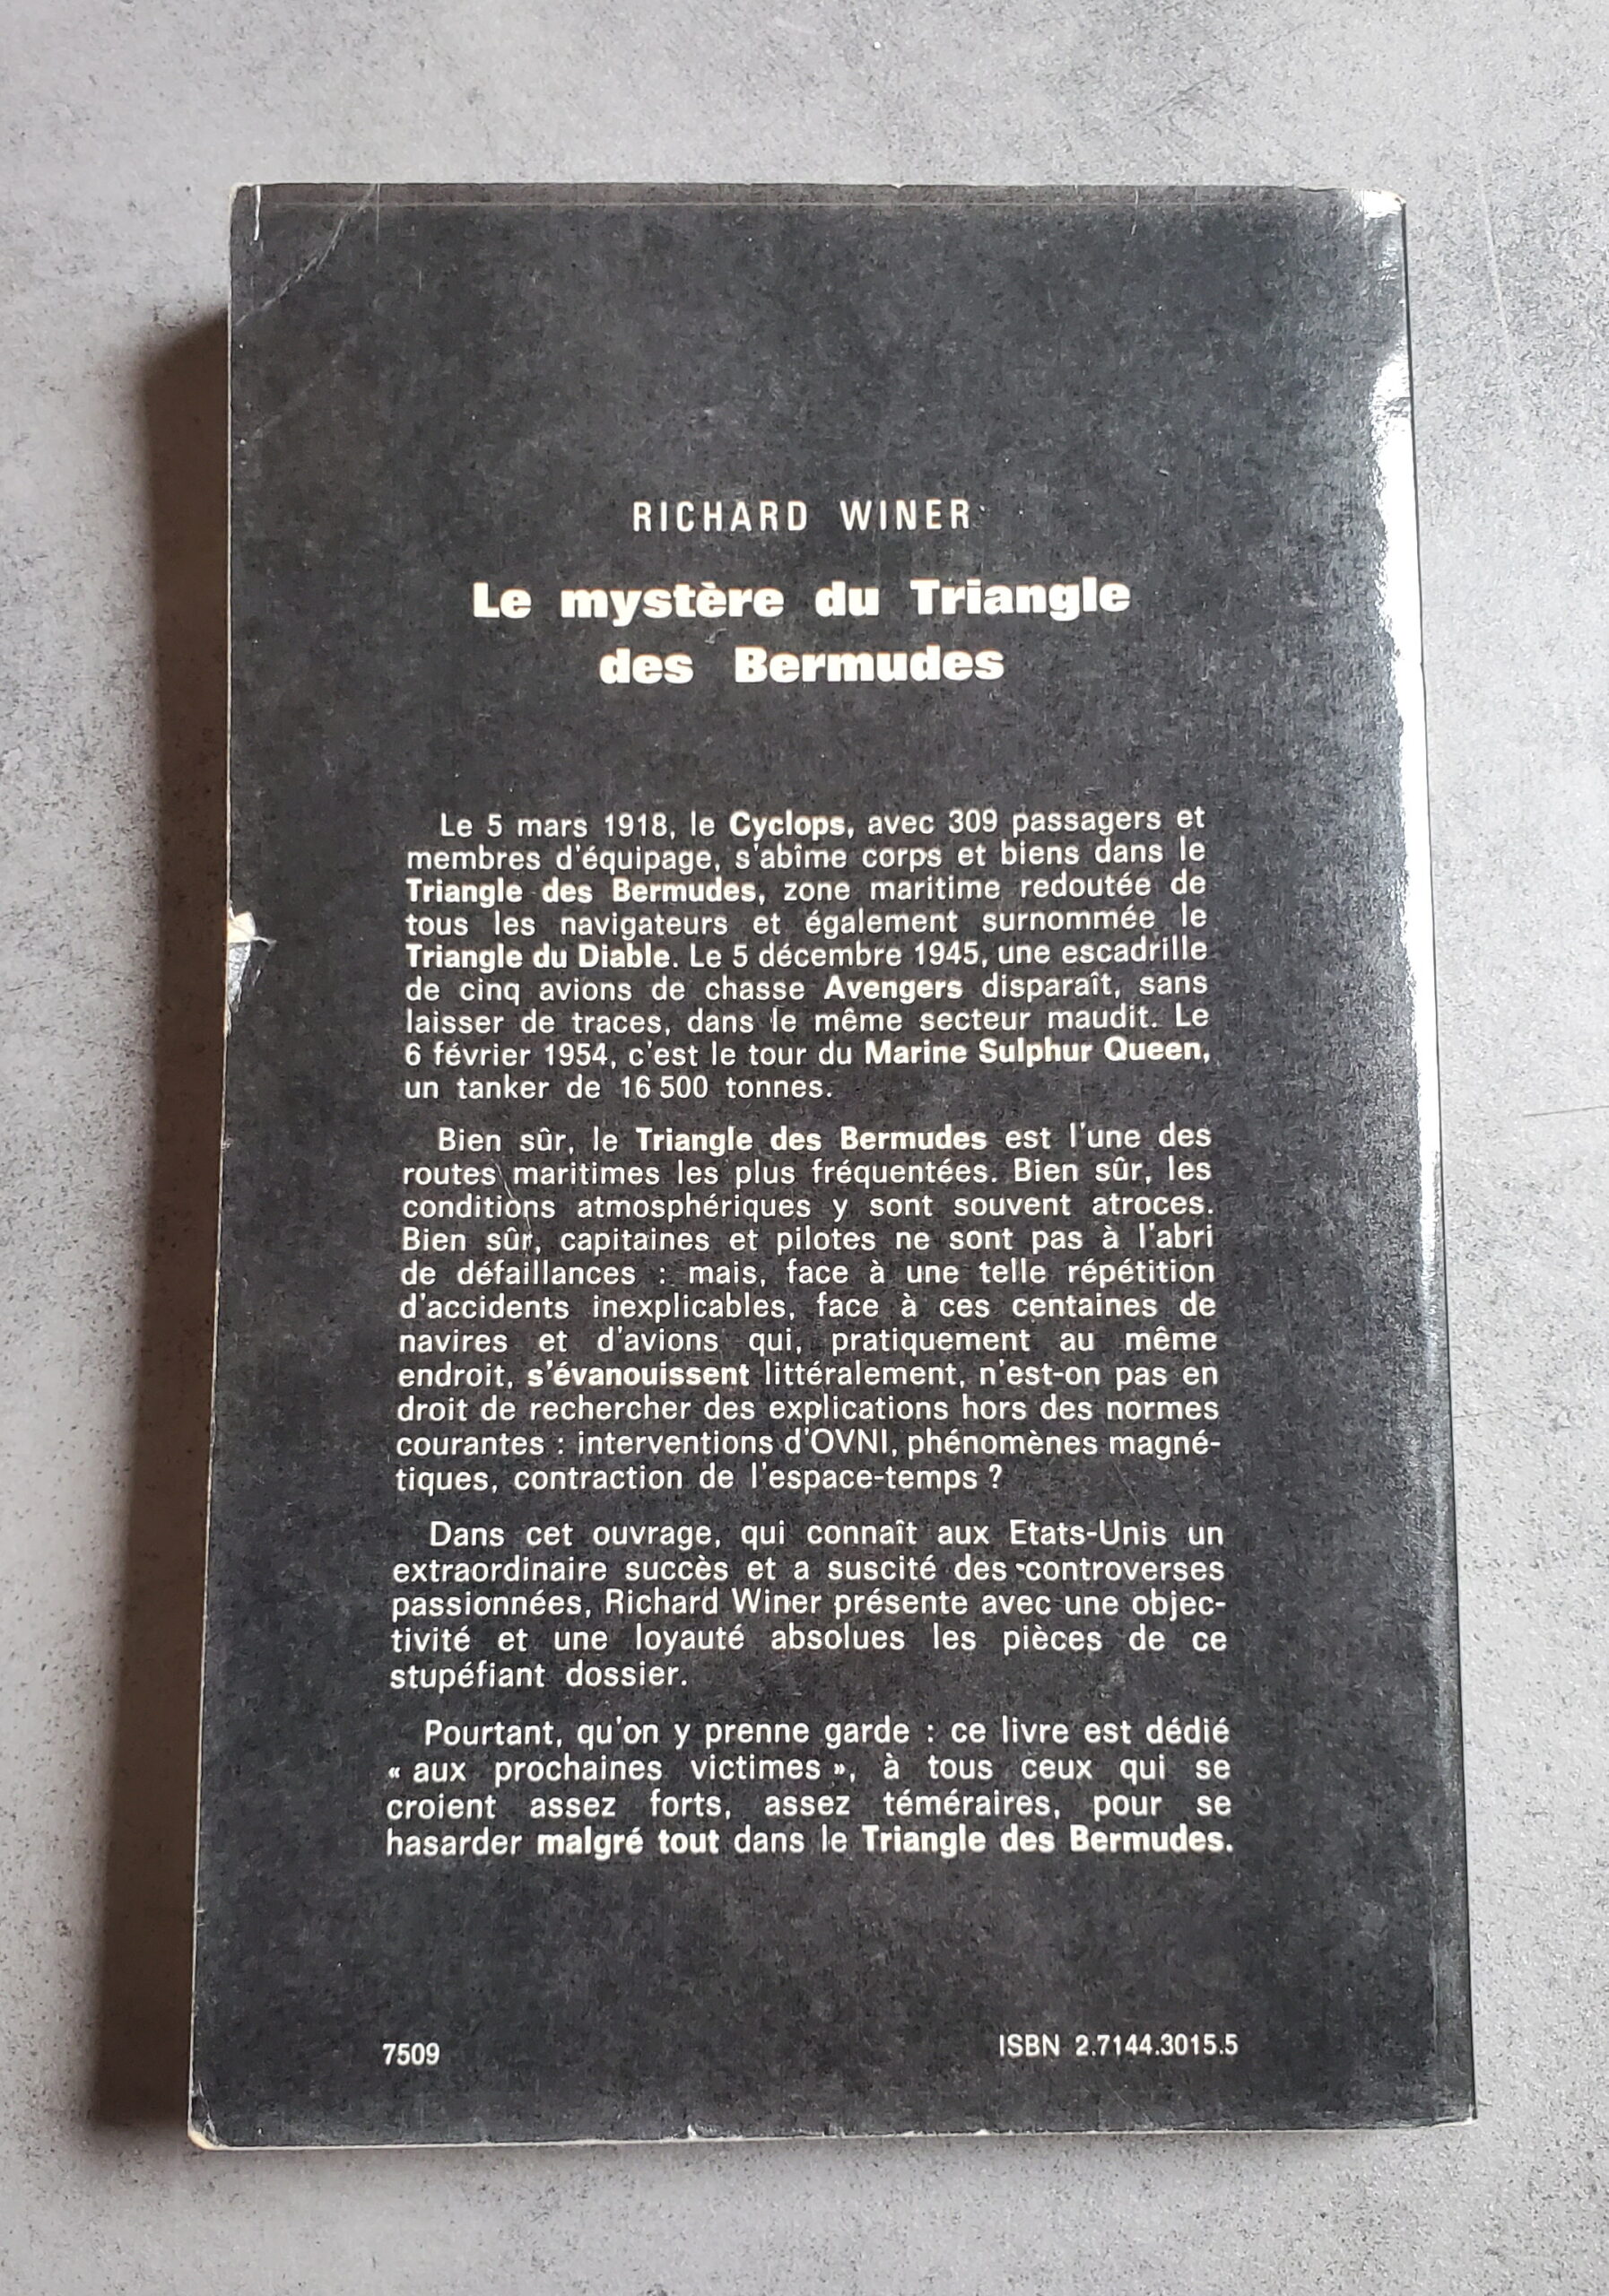 RICHARD WINER
Le mystère du Triangle
des Bermudes
Le 5 mars 1918, le Cyclops, avec 309 passagers et
membres d'équipage, s'abîme corps et biens dans le
Triangle des Bermudes, zone maritime redoutée de
tous les navigateurs et également surnommée le
Triangle du Diable. Le 5 décembre 1945, une escadrille
de cinq avions de chasse Avengers disparaît, sans
laisser de traces, dans le même secteur maudit. Le
6 février 1954, c'est le tour du Marine Sulphur Queen,
un tanker de 16 500 tonnes.
Bien sûr, le Triangle des Bermudes est l'une des
routes maritimes les plus fréquentées. Bien sûr, les
conditions atmosphériques y sont souvent atroces.
Bien sûr, capitaines et pilotes ne sont pas à l'abri
de défaillances : mais, face à une telle répétition
d'accidents inexplicables, face à ces centaines de
navires et d'avions qui, pratiquement au même
endroit, s'évanouissent littéralement, n'est-on pas en
droit de rechercher des explications hors des normes
courantes : interventions d'OVNI, phénomènes magné-
tiques, contraction de l'espace-temps ?
Dans cet ouvrage, qui connaît aux Etats-Unis un
extraordinaire succès et a suscité des controverses
passionnées, Richard Winer présente avec une objec-
tivité et une loyauté absolues les pièces de ce
stupéfiant dossier.
Pourtant, qu'on y prenne garde : ce livre est dédié
« aux prochaines victimes », à tous ceux qui se
croient assez forts, assez téméraires, pour se
hasarder malgré tout dans le Triangle des Bermudes.
7509
ISBN 2.7144.3015.5